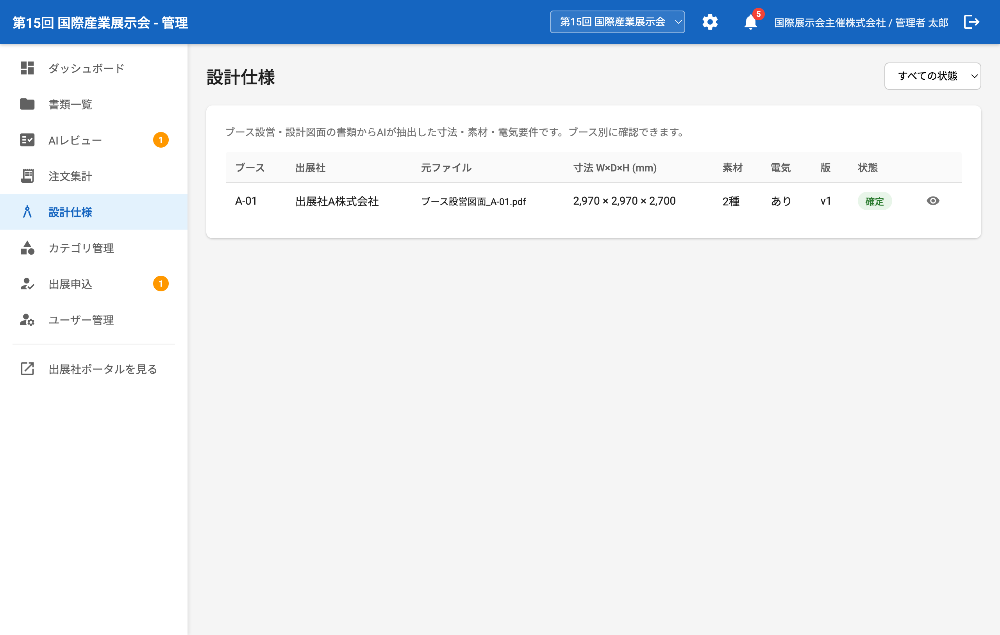 第15回 国際産業展示会 - 管理
第15回 国際産業展示会
5
国際展示会主催株式会社 / 管理者 太郎
ダッシュボード
書類一覧
AIレビュー
1
注文集計
設計仕様
カテゴリ管理
出展申込
1
ユーザー管理
出展社ポータルを見る
設計仕様
すべての状態
ブース設営・設計図面の書類からAIが抽出した寸法・素材・電気要件です。ブース別に確認できます。
ブース 出展社 元ファイル 寸法 W×D×H (mm) 素材 電気 版 状態
A-01 出展社A株式会社 ブース設営図面_A-01.pdf 2,970 × 2,970 × 2,700 2種 あり v1 確定